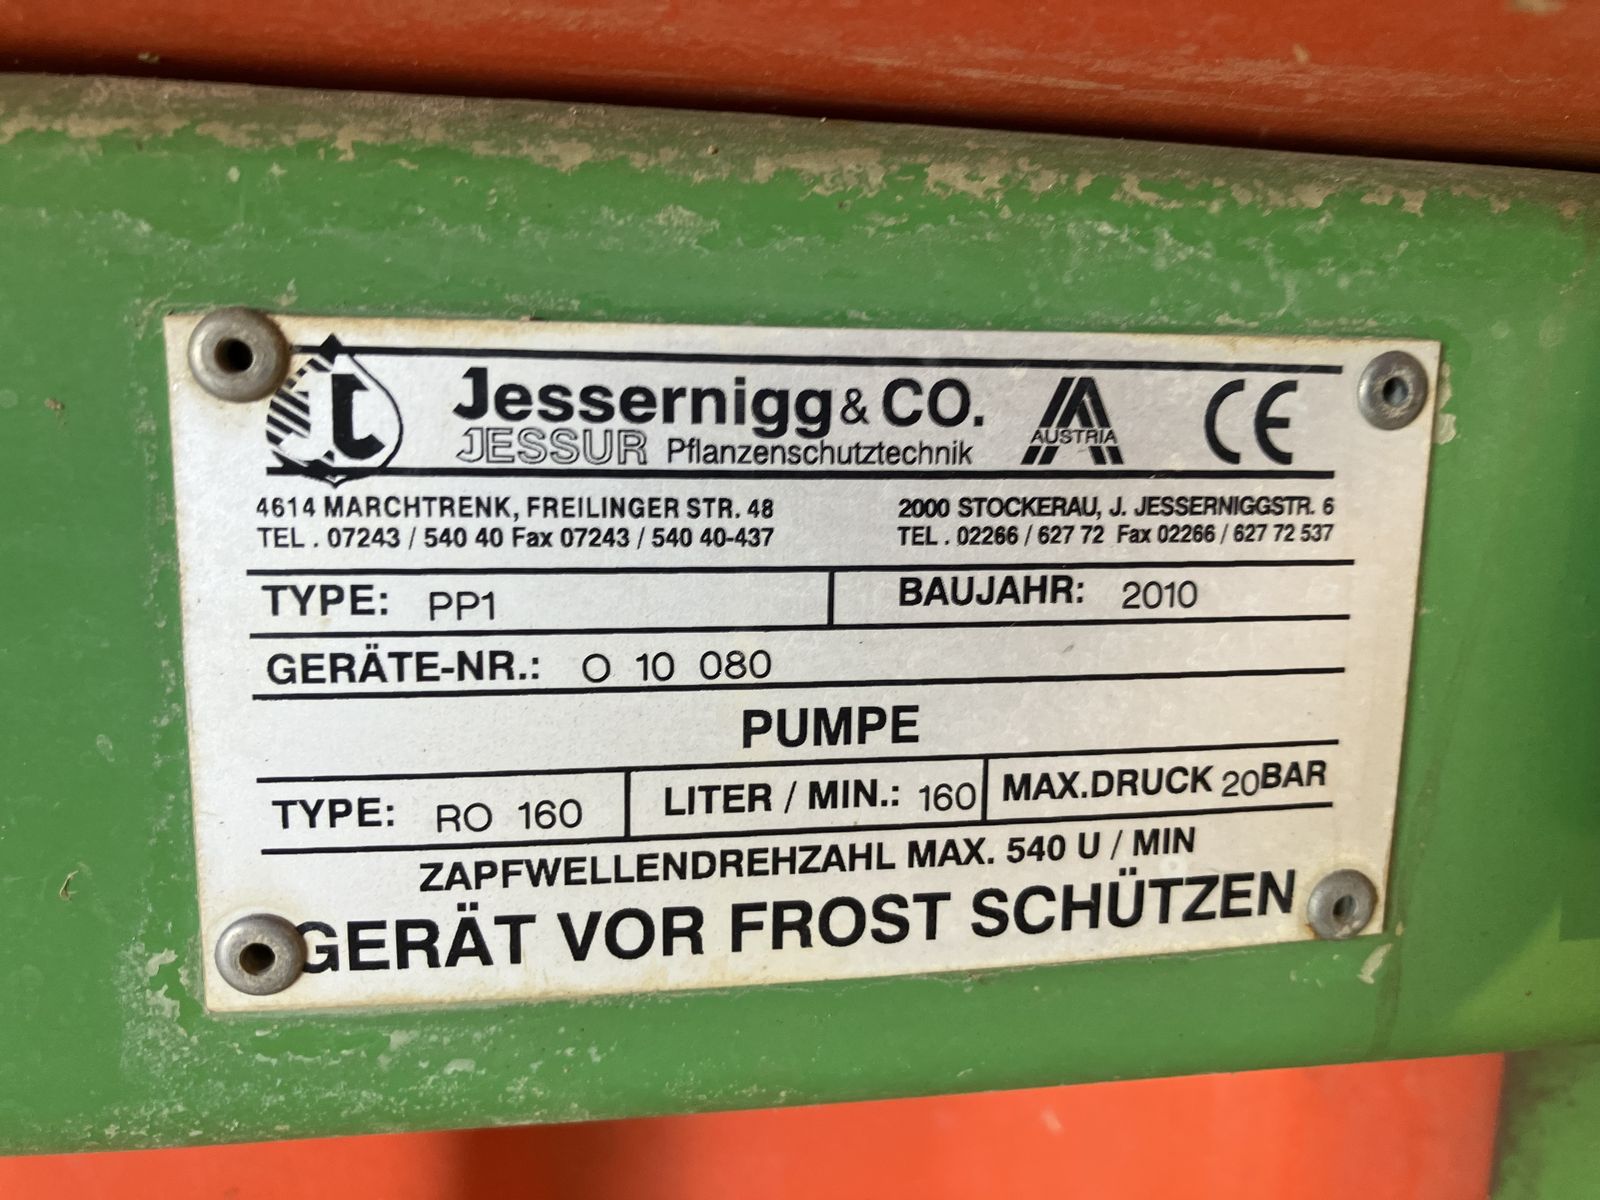 Jessernigg & CO.
JESSUR Pflanzenschutztechnik
AUSTRIA
CE
4614 MARCHTRENK, FREILINGER STR. 48
TEL . 07243 / 540 40 Fax 07243 / 540 40-437
2000 STOCKERAU, J. JESSERNIGGSTR. 6
TEL . 02266 / 627 72 Fax 02266 / 627 72 537
TYPE: PP1
BAUJAHR: 2010
GERÄTE-NR.: O 10 080
PUMPE
TYPE: RO 160
LITER / MIN.: 160
MAX.DRUCK 20BAR
ZAPFWELLENDREHZAHL MAX. 540 U / MIN
GERÄT VOR FROST SCHÜTZEN